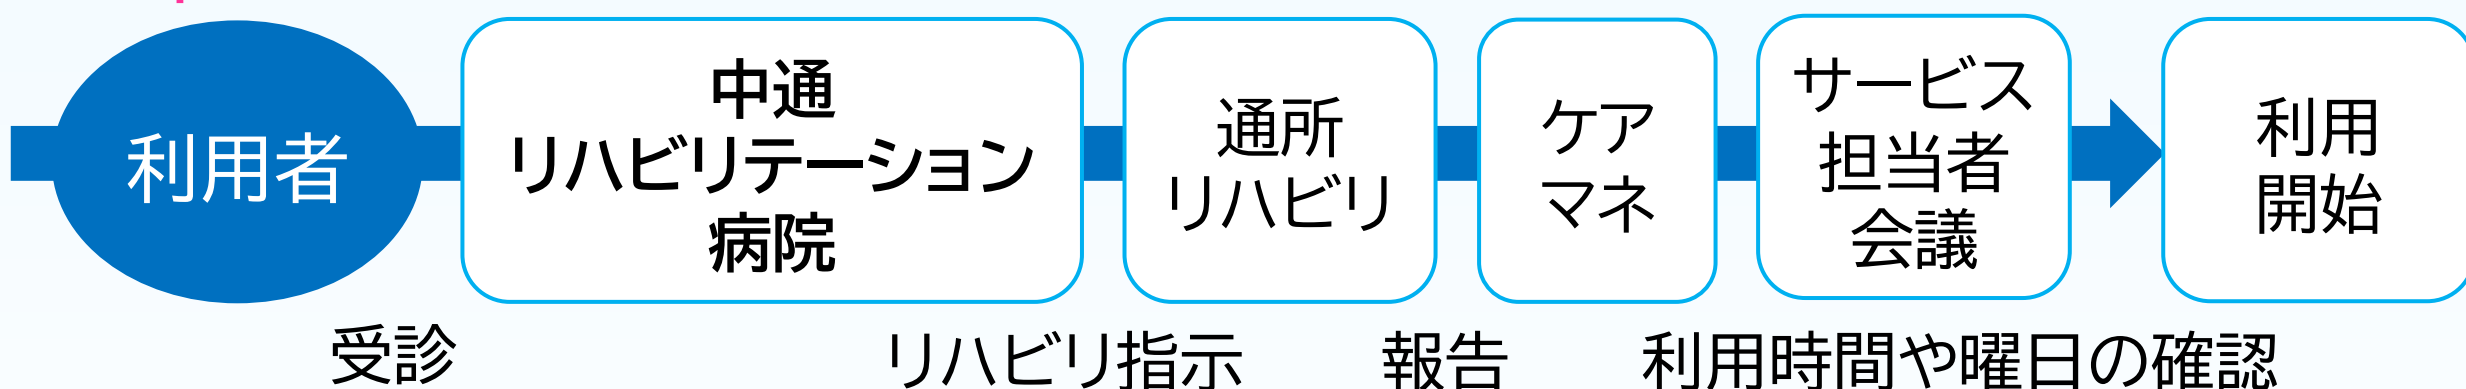 利用者
中通
リハビリテーション
病院
通所
リハビリ
ケア
マネ
サービス
担当者
会議
利用
開始
受診
リハビリ指示
報告
利用時間や曜日の確認